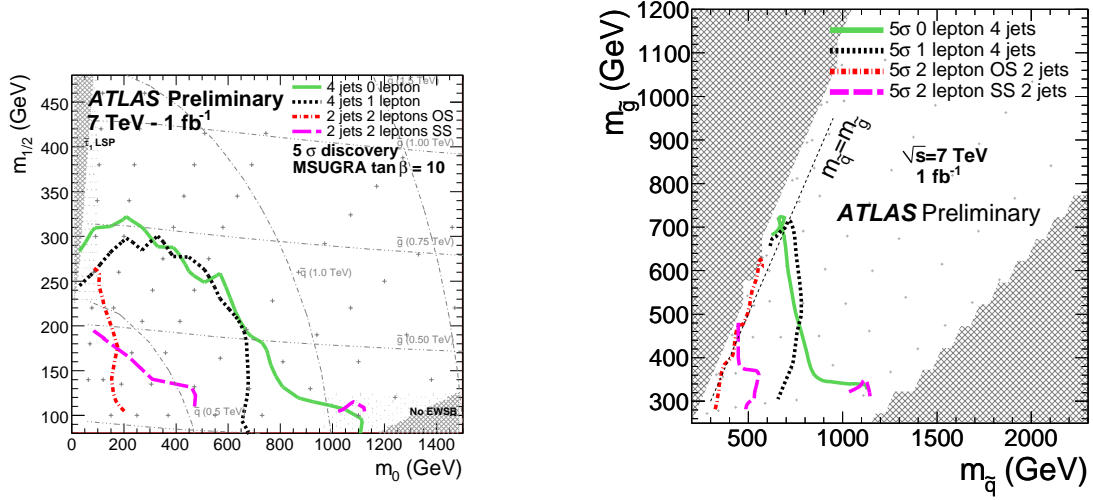 m1/2 (GeV)
450
400
350
300
250
200
150
100
0 200 400 600 800 1000 1200 1400
m0 (GeV)
ATLAS Preliminary
7 TeV - 1 fb-1
4 jets 0 lepton
4 jets 1 lepton
2 jets 2 leptons OS
2 jets 2 leptons SS
5 σ discovery
MSUGRA tan β = 10
LSP
g̃ (1.00 TeV)
g̃ (0.75 TeV)
q̃ (1.0 TeV)
g̃ (0.50 TeV)
q̃ (0.5 TeV)
No EWSB
mg̃ (GeV)
1200
1100
1000
900
800
700
600
500
400
300
500 1000 1500 2000
mq̃ (GeV)
5σ 0 lepton 4 jets
5σ 1 lepton 4 jets
5σ 2 lepton OS 2 jets
5σ 2 lepton SS 2 jets
mq̃=mg̃
√s=7 TeV
1 fb-1
ATLAS Preliminary